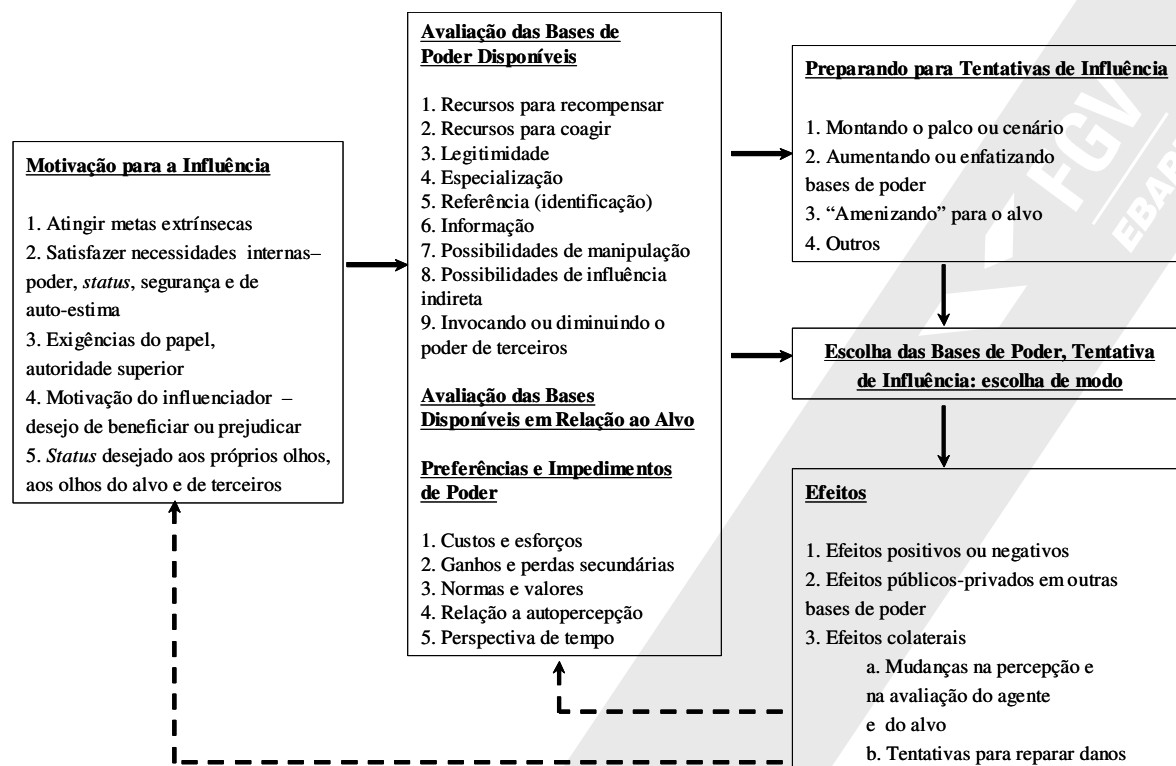 Motivação para a Influência
1. Atingir metas extrínsecas
2. Satisfazer necessidades internas–
poder, status, segurança e de
auto-estima
3. Exigências do papel,
autoridade superior
4. Motivação do influenciador –
desejo de beneficiar ou prejudicar
5. Status desejado aos próprios olhos,
aos olhos do alvo e de terceiros
Avaliação das Bases de
Poder Disponíveis
1. Recursos para recompensar
2. Recursos para coagir
3. Legitimidade
4. Especialização
5. Referência (identificação)
6. Informação
7. Possibilidades de manipulação
8. Possibilidades de influência
indireta
9. Invocando ou diminuindo o
poder de terceiros
Avaliação das Bases
Disponíveis em Relação ao Alvo
Preferências e Impedimentos
de Poder
1. Custos e esforços
2. Ganhos e perdas secundárias
3. Normas e valores
4. Relação a autopercepção
5. Perspectiva de tempo
Preparando para Tentativas de Influência
1. Montando o palco ou cenário
2. Aumentando ou enfatizando
bases de poder
3. “Amenizando” para o alvo
4. Outros
Escolha das Bases de Poder, Tentativa
de Influência: escolha de modo
Efeitos
1. Efeitos positivos ou negativos
2. Efeitos públicos-privados em outras
bases de poder
3. Efeitos colaterais
a. Mudanças na percepção e
na avaliação do agente
e do alvo
b. Tentativas para reparar danos
FGV